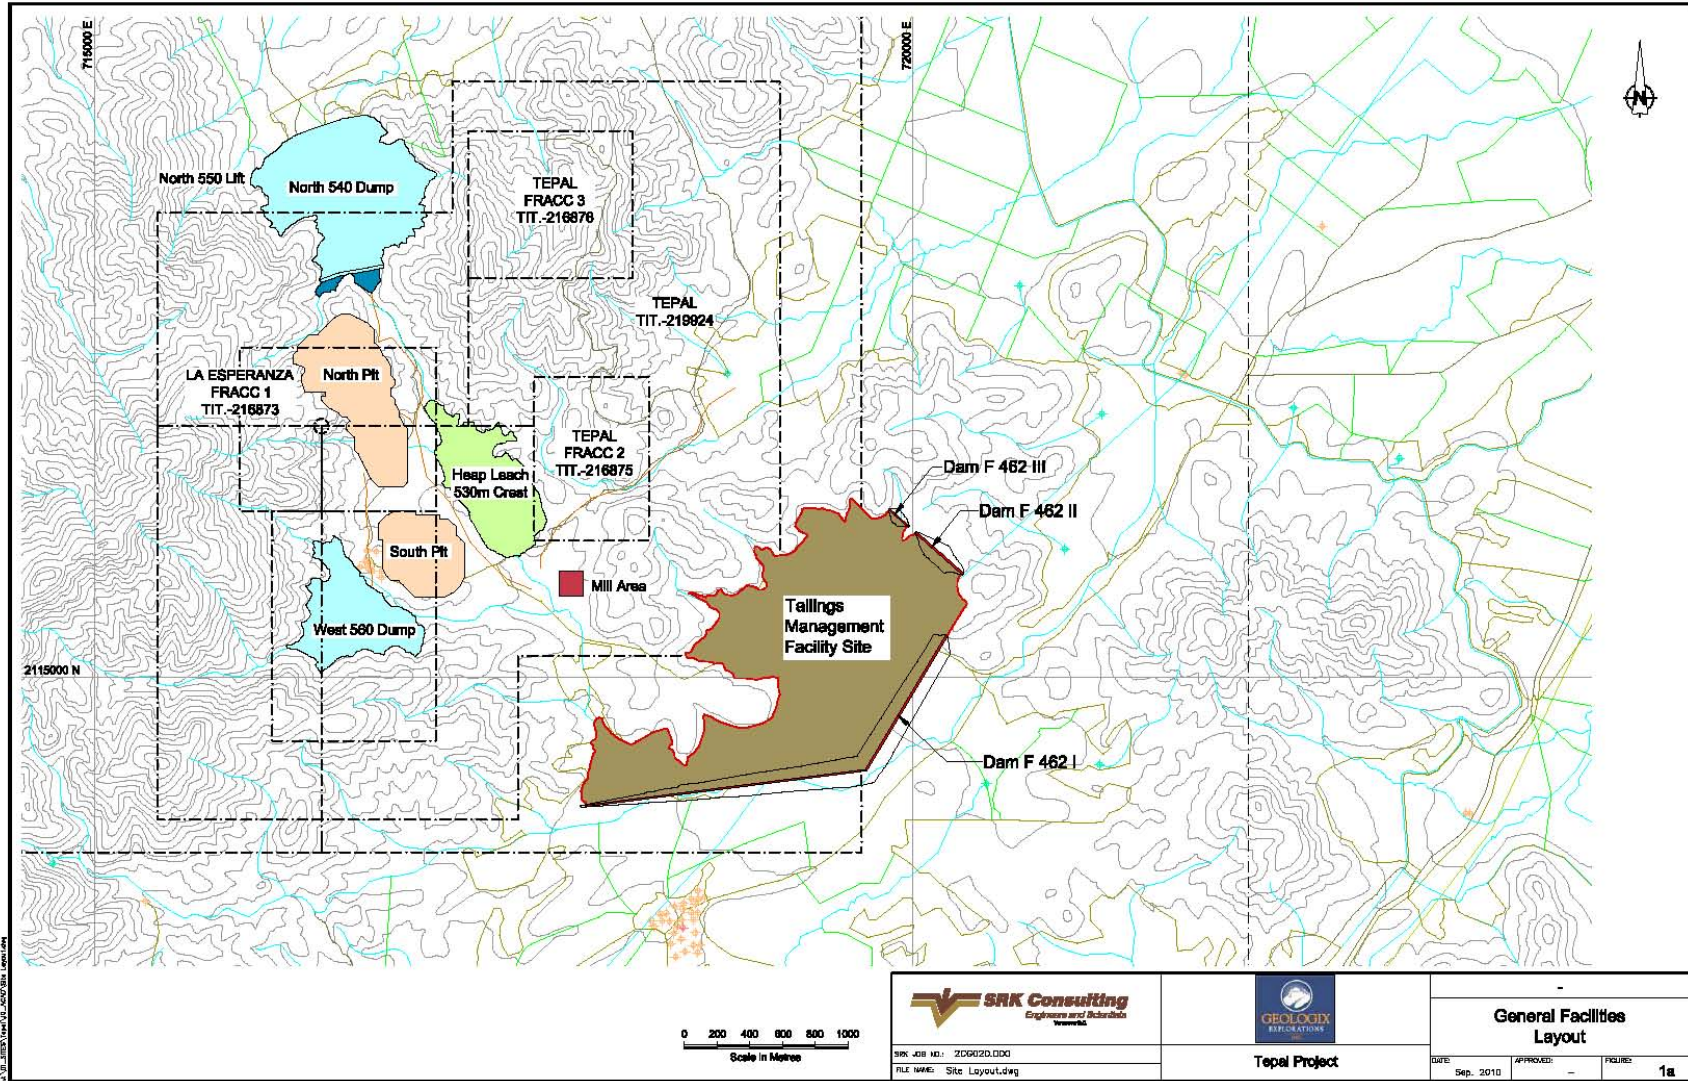 715000 E
720000 E
N
North 550 Lift
North 540 Dump
TEPAL
FRACC 3
TIT.-216876
TEPAL
TIT.-219924
LA ESPERANZA
FRACC 1
TIT.-216873
North Pit
TEPAL
FRACC 2
TIT.-216875
Heap Leach
530m Crest
Dam F 462 III
Dam F 462 II
South Pit
Mill Area
West 560 Dump
Tailings
Management
Facility Site
2115000 N
Dam F 462 I
0 200 400 600 800 1000
Scale in Metres
SRK Consulting
Engineers and Scientists
Vancouver B.C.
SRK JOB NO.: 2CG020.000
FILE NAME: Site Layout.dwg
GEOLOGIX
EXPLORATIONS
INC.
Tepal Project
-
General Facilities
Layout
DATE: Sep. 2010
APPROVED: -
FIGURE: 1a